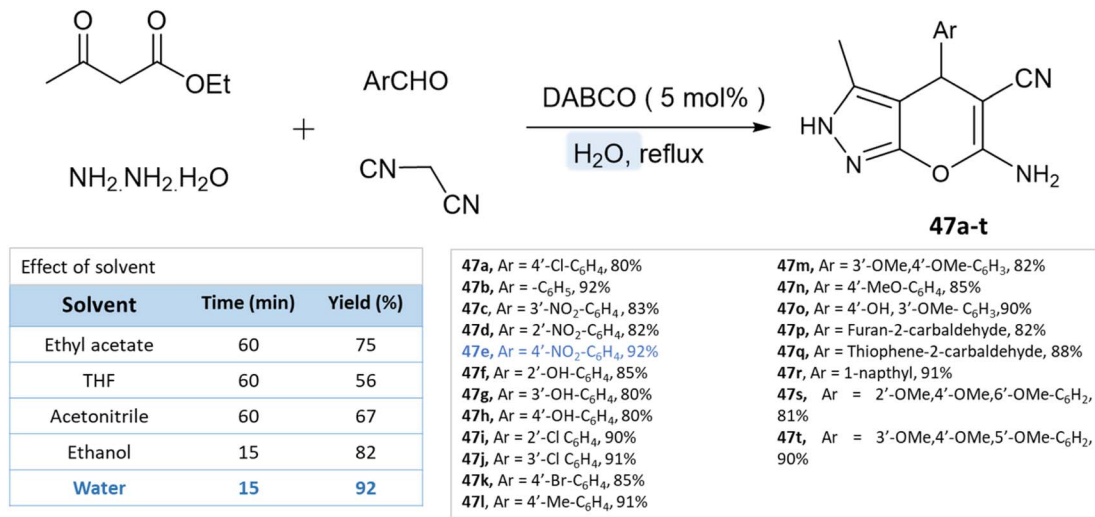 O
O
OEt
NH₂.NH₂.H₂O
+
ArCHO
CN
CN
DABCO ( 5 mol% )
H₂O, reflux
Ar
CN
HN
N
O
NH₂
47a-t
Effect of solvent
Solvent Time (min) Yield (%)
Ethyl acetate 60 75
THF 60 56
Acetonitrile 60 67
Ethanol 15 82
Water 15 92
47a, Ar = 4′-Cl-C₆H₄, 80%
47b, Ar = -C₆H₅, 92%
47c, Ar = 3′-NO₂-C₆H₄, 83%
47d, Ar = 2′-NO₂-C₆H₄, 82%
47e, Ar = 4′-NO₂-C₆H₄, 92%
47f, Ar = 2′-OH-C₆H₄, 85%
47g, Ar = 3′-OH-C₆H₄, 80%
47h, Ar = 4′-OH-C₆H₄, 80%
47i, Ar = 2′-Cl C₆H₄, 90%
47j, Ar = 3′-Cl C₆H₄, 91%
47k, Ar = 4′-Br-C₆H₄, 85%
47l, Ar = 4′-Me-C₆H₄, 91%
47m, Ar = 3′-OMe,4′-OMe-C₆H₃, 82%
47n, Ar = 4′-MeO-C₆H₄, 85%
47o, Ar = 4′-OH, 3′-OMe- C₆H₃,90%
47p, Ar = Furan-2-carbaldehyde, 82%
47q, Ar = Thiophene-2-carbaldehyde, 88%
47r, Ar = 1-napthyl, 91%
47s, Ar = 2′-OMe,4′-OMe,6′-OMe-C₆H₂,
81%
47t, Ar = 3′-OMe,4′-OMe,5′-OMe-C₆H₂,
90%